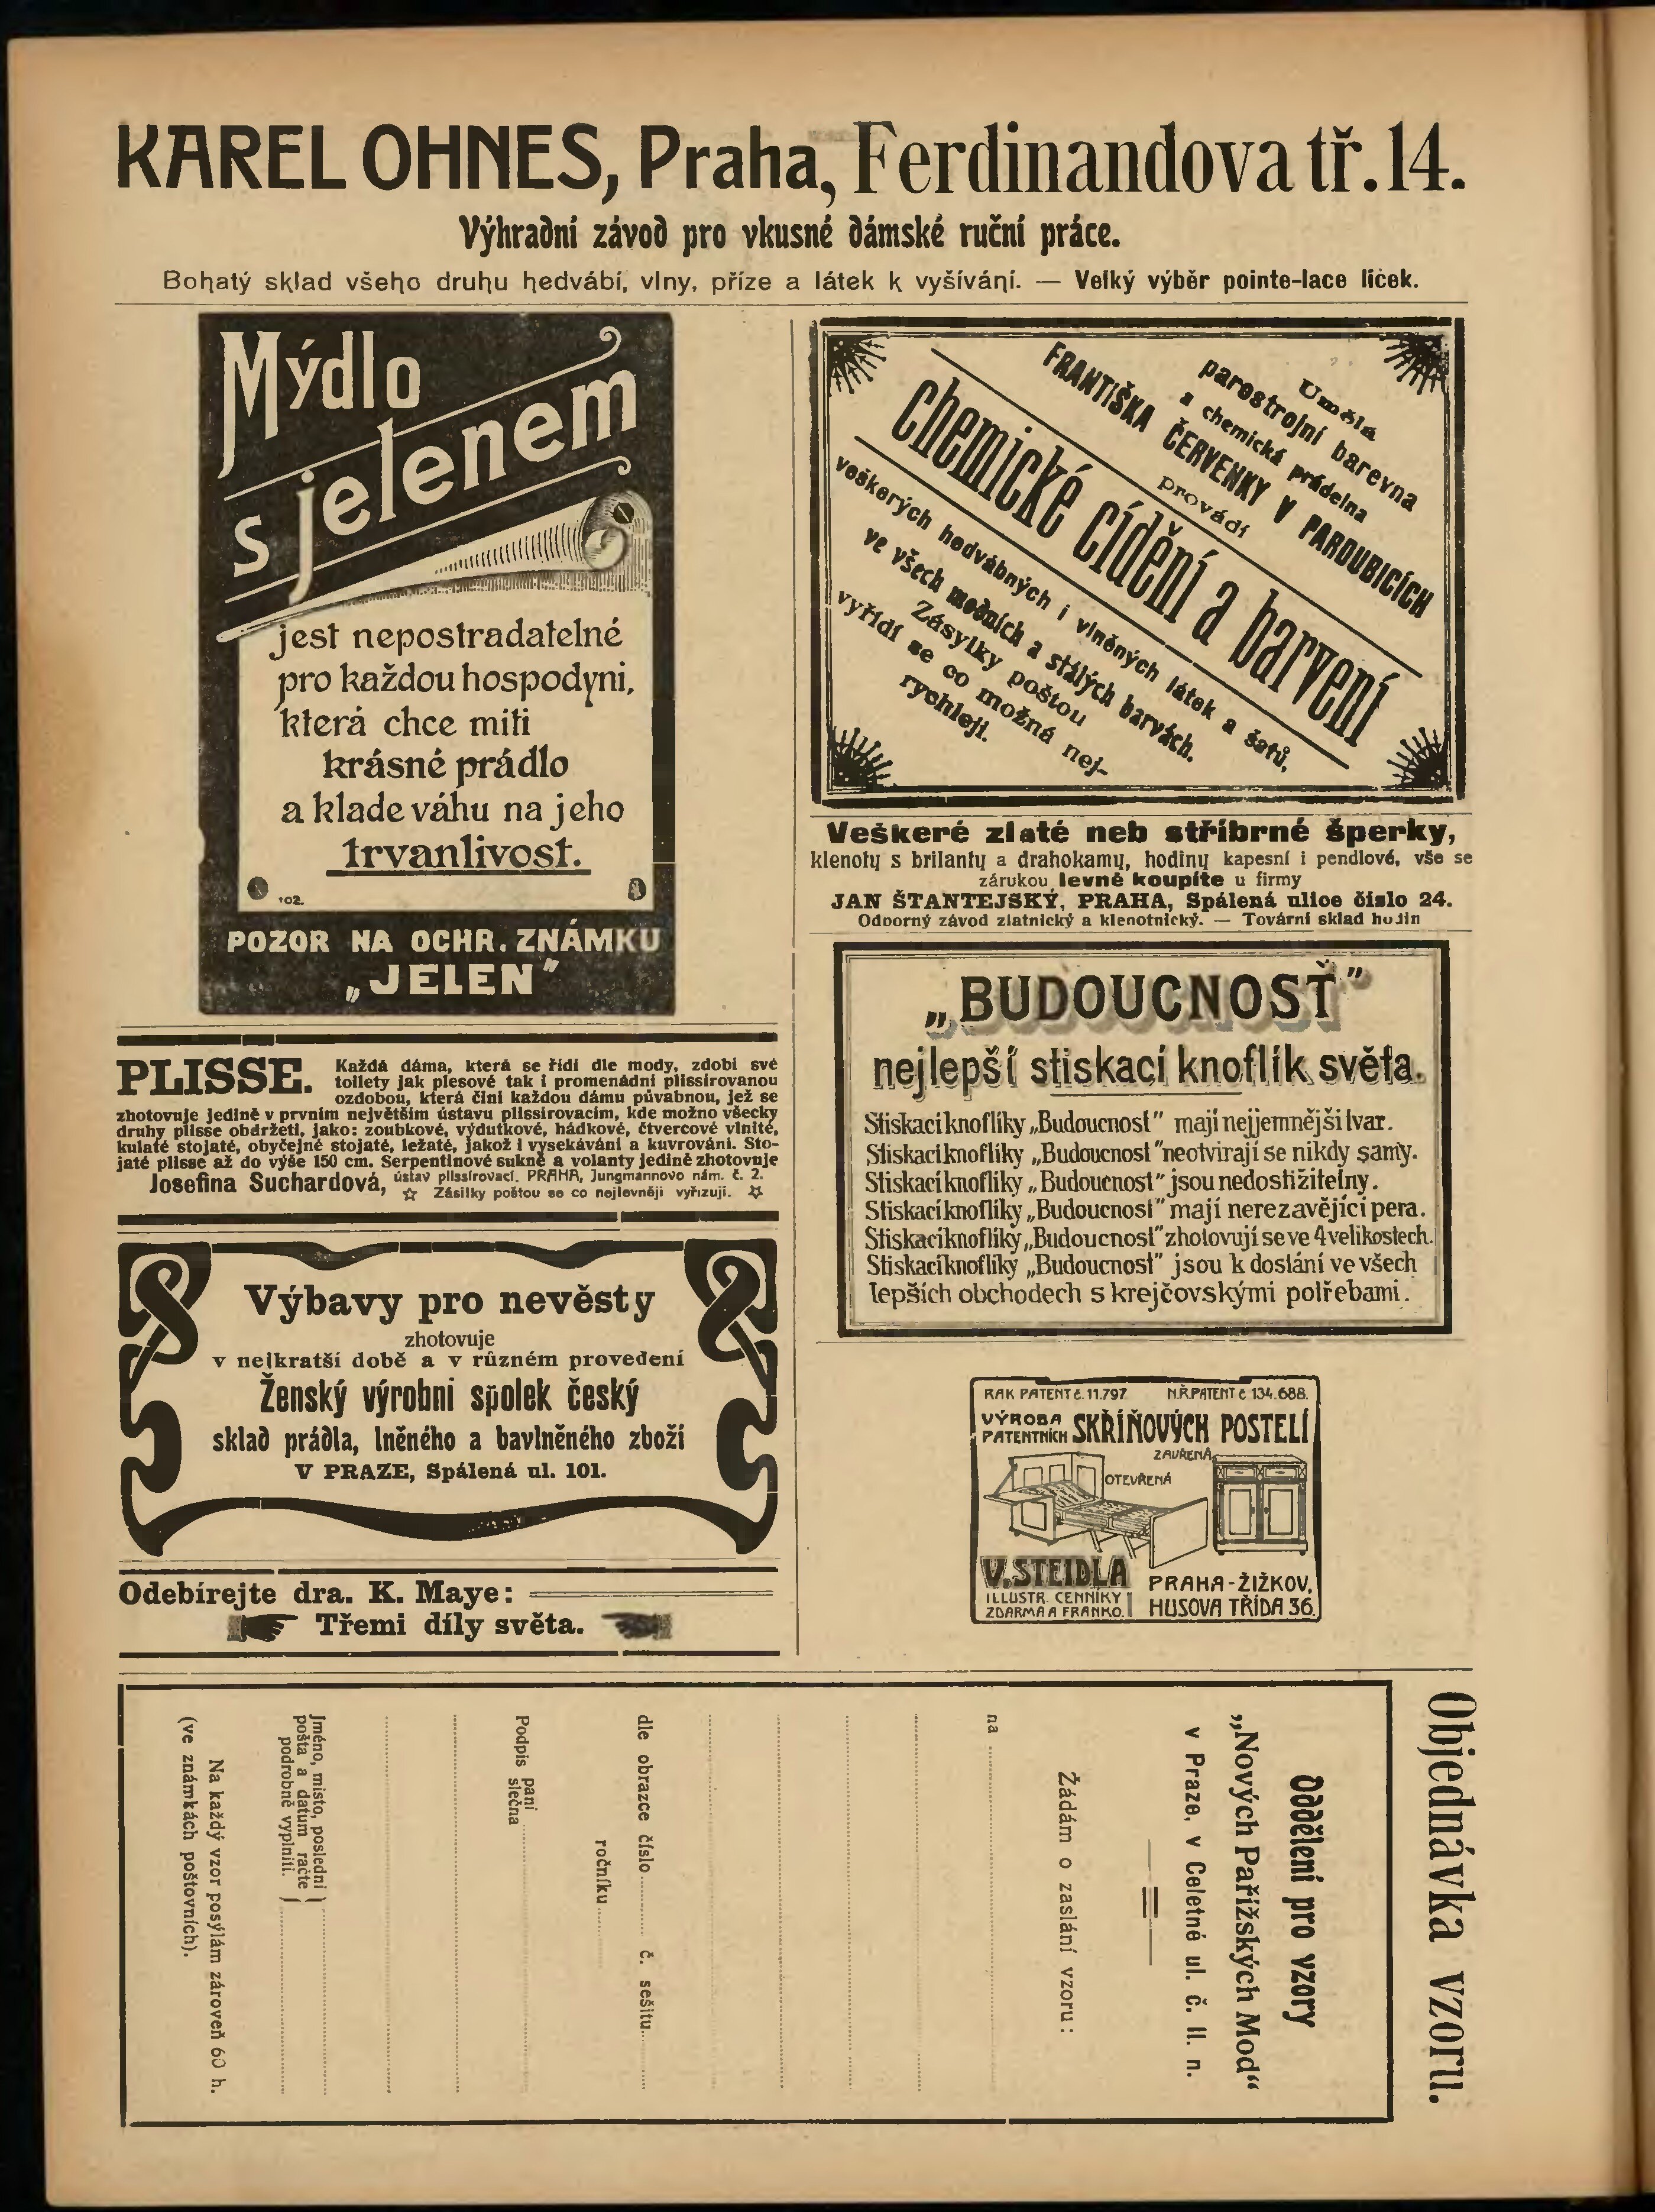 KAREL OHNES, Praha, Ferdinandova tř. 14.
Výhradní závod pro vkusné dámské ruční práce.
Bohatý sklad všeho druhu hedvábí, vlny, příze a látek k vyšívání. — Velký výběr pointe-lace líček.
Mýdlo
s jelenem
jest nepostradatelné
pro každou hospodyni,
která chce míti
krásné prádlo
a klade váhu na jeho
trvanlivost.
102.
POZOR NA OCHR. ZNÁMKU
„JELEN"
PLISSE.
Každá dáma, která se řídí dle mody, zdobí své
toilety jak plesové tak i promenádní plissírovanou
ozdobou, která činí každou dámu půvabnou, jež se
zhotovuje jedině v prvním největším ústavu plissírovacím, kde možno všecky
druhy plisse obdržeti, jako: zoubkové, výdutkové, hádkové, čtvercové vlnité,
kulaté stojaté, obyčejné stojaté, ležaté, jakož i vysekávání a kuvrování. Sto-
jaté plisse až do výše 150 cm. Serpentinové sukně a volanty jedině zhotovuje
Josefina Suchardová, ústav plissírovací. PRAHA, Jungmannovo nám. č. 2.
☆ Zásilky poštou se co nejlevněji vyřizují. ☆
Výbavy pro nevěsty
zhotovuje
v nejkratší době a v různém provedení
Ženský výrobní spolek český
sklad prádla, lněného a bavlněného zboží
V PRAZE, Spálená ul. 101.
Odebírejte dra. K. Maye:
Třemi díly světa.
Umělá
parostrojní barevna
a chemická prádelna
FRANTIŠKA ČERVENKY V PARDUBICÍCH
provádí
chemické cídění a barvení
veškerých hedvábných i vlněných látek a šatů,
ve všech modních a stálých barvách.
Zásylky poštou
vyřídí se co možná nej-
rychleji.
Veškeré zlaté neb stříbrné šperky,
klenoty s brilanty a drahokamy, hodiny kapesní i pendlové, vše se
zárukou levně koupíte u firmy
JAN ŠTANTEJSKÝ, PRAHA, Spálená ulice číslo 24.
Odborný závod zlatnický a klenotnický. — Tovární sklad hodin
„BUDOUCNOSŤ"
nejlepší stiskací knoflík světa.
Stiskací knoflíky „Budoucnost" mají nejjemnější tvar.
Stiskací knoflíky „Budoucnost" neotvírají se nikdy samy.
Stiskací knoflíky „Budoucnost" jsou nedostižitelny.
Stiskací knoflíky „Budoucnost" mají nerezavějící pera.
Stiskací knoflíky „Budoucnost" zhotovují se ve 4 velikostech.
Stiskací knoflíky „Budoucnost" jsou k dostání ve všech
lepších obchodech s krejčovskými potřebami.
RAK PATENT č. 11.797 N.Ř. PATENT č 134.688.
VÝROBA PATENTNÍCH SKŘÍŇOVÝCH POSTELÍ
ZAVŘENÁ
OTEVŘENÁ
V. STEIDLA
ILLUSTR. CENNÍKY
ZDARMA A FRANKO.
PRAHA-ŽIŽKOV,
HUSOVA TŘÍDA 36.
Objednávka vzoru.
Oddělení pro vzory
„Nových Pařížských Mod“
v Praze, v Celetné ul. č. 11. n.
Žádám o zaslání vzoru:
na
dle obrazce číslo č. sešitu
ročníku
Podpis paní
slečna
Jméno, místo, poslední
pošta a datum račte
podrobně vyplniti.
Na každý vzor posýlám zároveň 60 h.
(ve známkách poštovních).